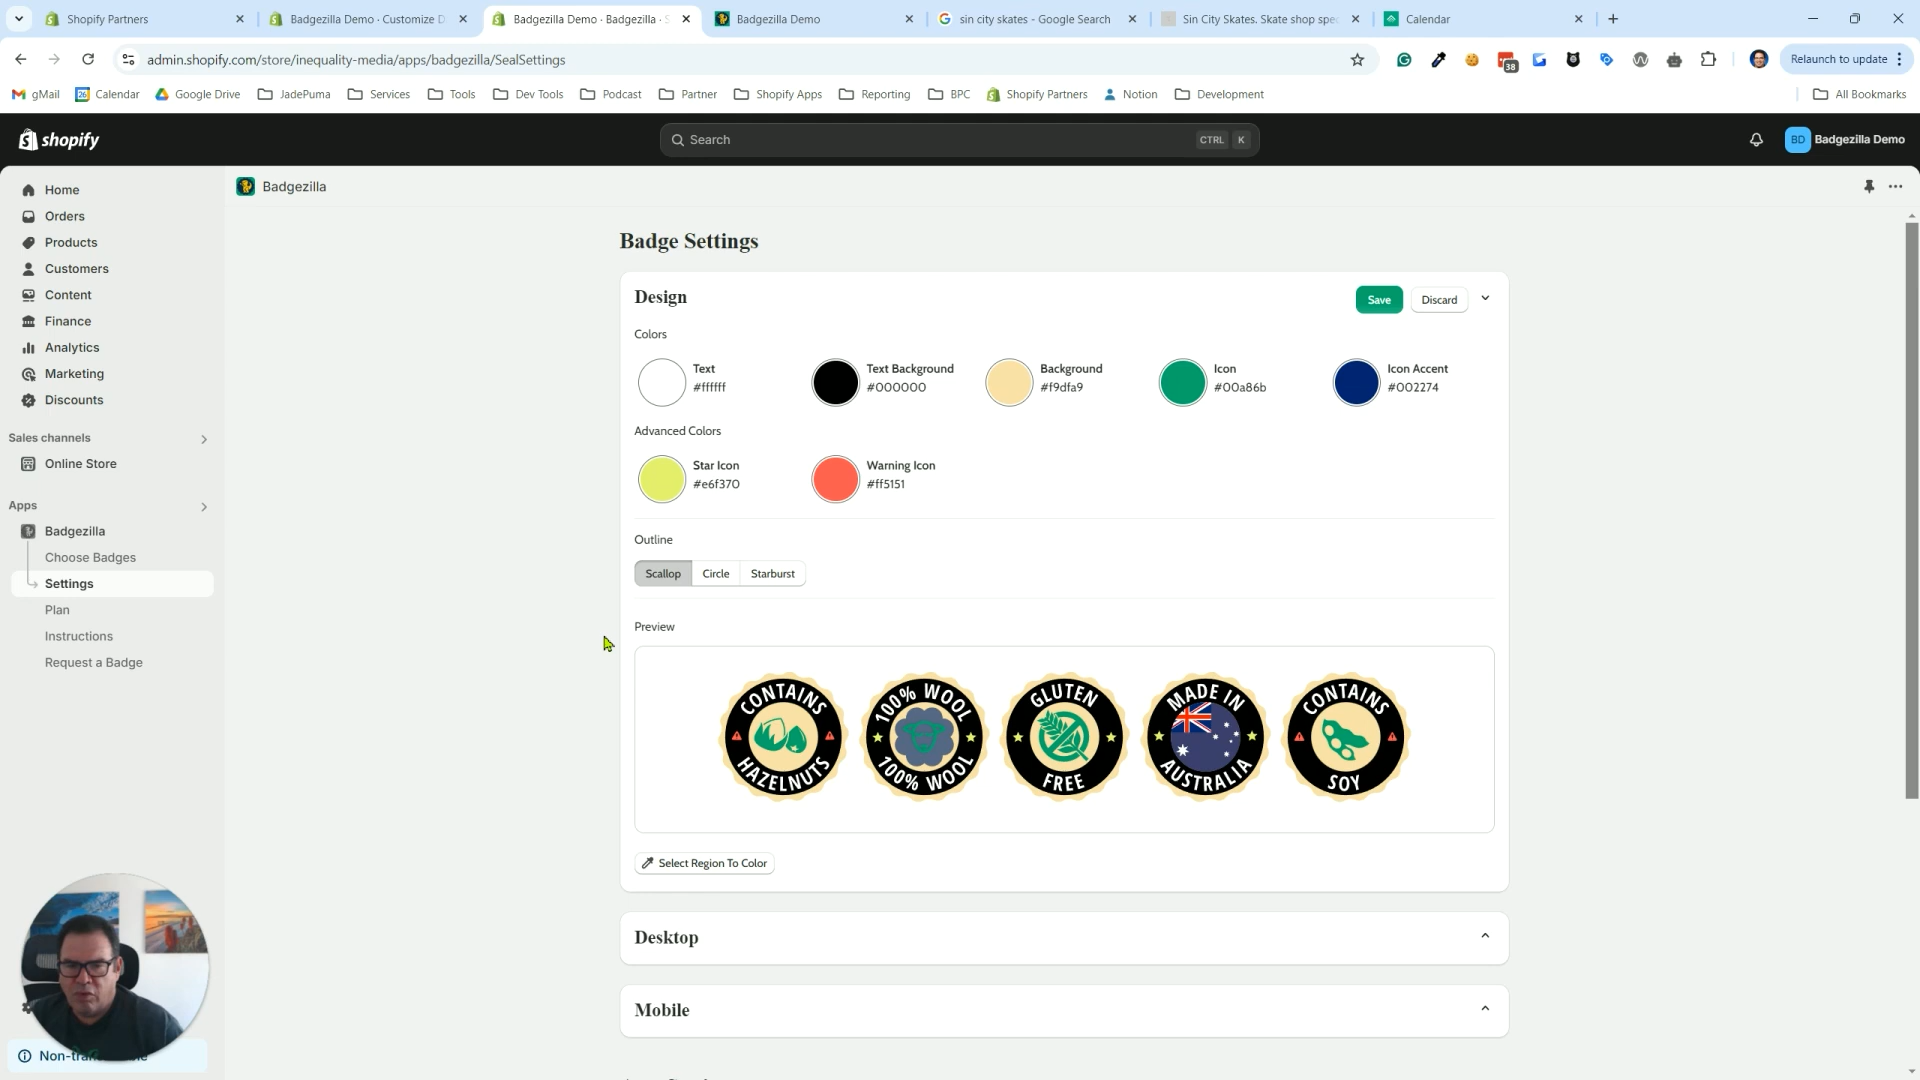 Shopify Partners
Badgezilla Demo · Customize D
Badgezilla Demo · Badgezilla · S
Badgezilla Demo
sin city skates - Google Search
Sin City Skates. Skate shop spe
Calendar
admin.shopify.com/store/inequality-media/apps/badgezilla/SealSettings
38
Relaunch to update
gMail
Calendar
Google Drive
JadePuma
Services
Tools
Dev Tools
Podcast
Partner
Shopify Apps
Reporting
BPC
Shopify Partners
Notion
Development
All Bookmarks
shopify
Search
CTRL K
BD
Badgezilla Demo
Home
Orders
Products
Customers
Content
Finance
Analytics
Marketing
Discounts
Sales channels
Online Store
Apps
Badgezilla
Choose Badges
Settings
Plan
Instructions
Request a Badge
Badgezilla
Badge Settings
Design
Save
Discard
Colors
Text
#ffffff
Text Background
#000000
Background
#f9dfa9
Icon
#00a86b
Icon Accent
#002274
Advanced Colors
Star Icon
#e6f370
Warning Icon
#ff5151
Outline
Scallop
Circle
Starburst
Preview
CONTAINS
HAZELNUTS
100% WOOL
100% WOOL
GLUTEN
FREE
MADE IN
AUSTRALIA
CONTAINS
SOY
Select Region To Color
Desktop
Mobile